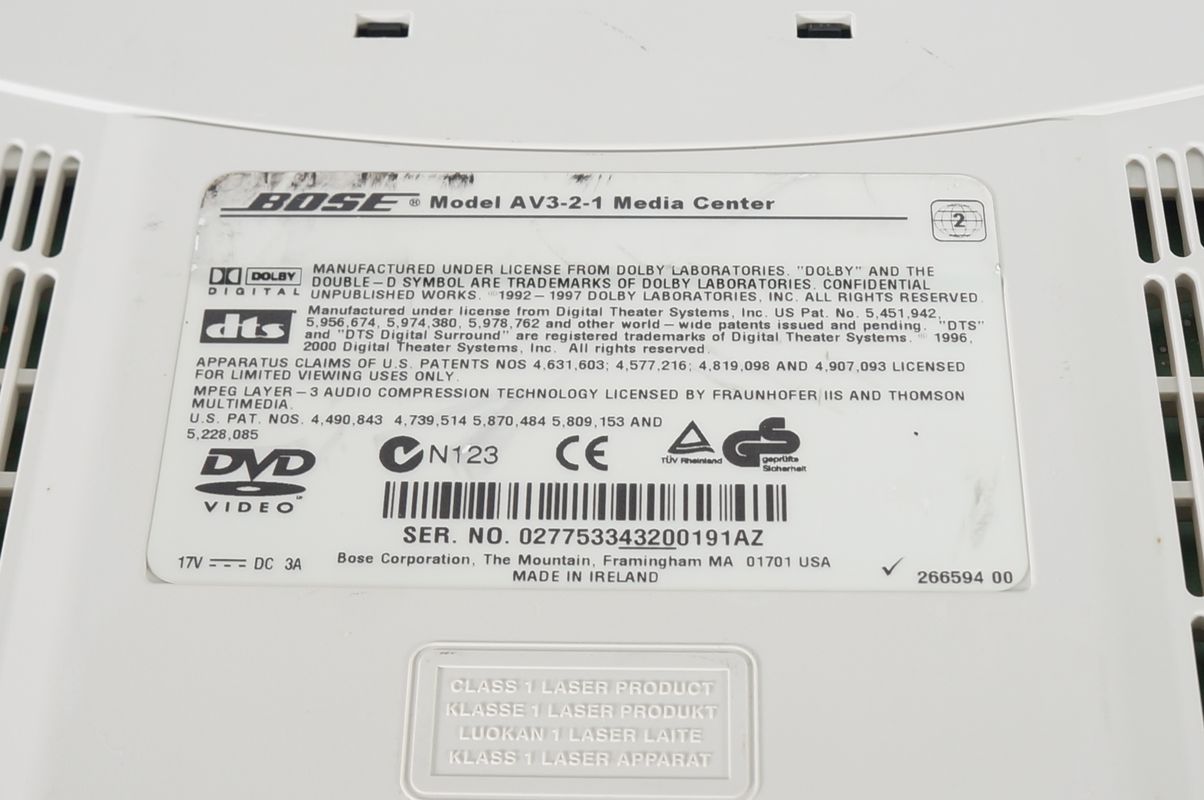 BOSE ® Model AV3-2-1 Media Center
2
DOLBY
DIGITAL
MANUFACTURED UNDER LICENSE FROM DOLBY LABORATORIES. "DOLBY" AND THE
DOUBLE-D SYMBOL ARE TRADEMARKS OF DOLBY LABORATORIES. CONFIDENTIAL
UNPUBLISHED WORKS. ©1992-1997 DOLBY LABORATORIES, INC. ALL RIGHTS RESERVED.
dts
Manufactured under license from Digital Theater Systems, Inc. US Pat. No. 5,451,942,
5,956,674, 5,974,380, 5,978,762 and other world-wide patents issued and pending. "DTS"
and "DTS Digital Surround" are registered trademarks of Digital Theater Systems. © 1996,
2000 Digital Theater Systems, Inc. All rights reserved.
APPARATUS CLAIMS OF U.S. PATENTS NOS 4,631,603; 4,577,216; 4,819,098 AND 4,907,093 LICENSED
FOR LIMITED VIEWING USES ONLY.
MPEG LAYER-3 AUDIO COMPRESSION TECHNOLOGY LICENSED BY FRAUNHOFER IIS AND THOMSON
MULTIMEDIA.
U.S. PAT. NOS. 4,490,843 4,739,514 5,870,484 5,809,153 AND
5,228,085
DVD
VIDEO
N123
CE
TÜV Rheinland
GS
geprüfte
Sicherheit
SER. NO. 027753343200191AZ
17V DC 3A
Bose Corporation, The Mountain, Framingham MA 01701 USA
MADE IN IRELAND
266594 00
CLASS 1 LASER PRODUCT
KLASSE 1 LASER PRODUKT
LUOKAN 1 LASER LAITE
KLASS 1 LASER APPARAT